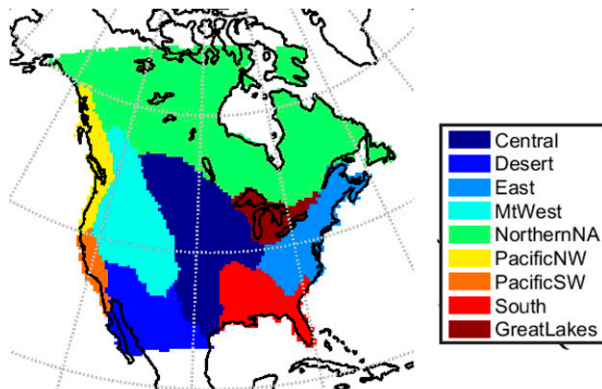 Central
Desert
East
MtWest
NorthernNA
PacificNW
PacificSW
South
GreatLakes